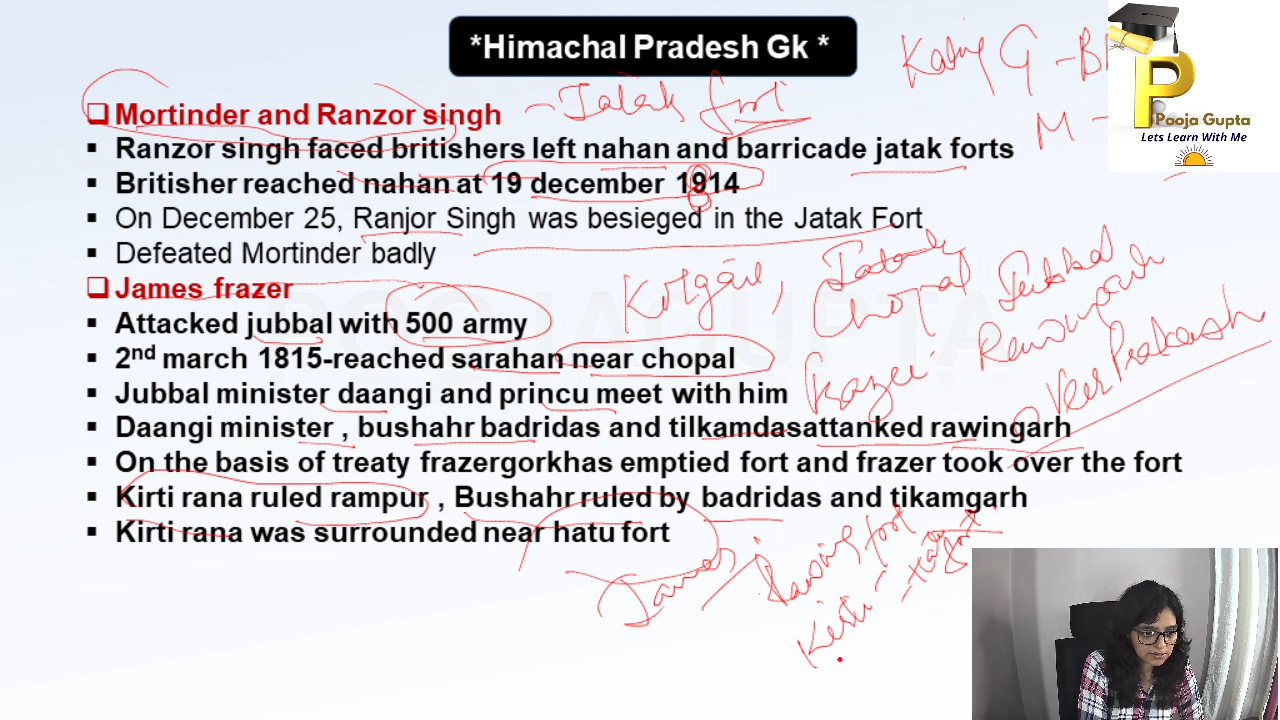 *Himachal Pradesh Gk *
P
Pooja Gupta
Lets Learn With Me
❑ Mortinder and Ranzor singh
- Jatak fort
▪ Ranzor singh faced britishers left nahan and barricade jatak forts
▪ Britisher reached nahan at 19 december 1914
▪ On December 25, Ranjor Singh was besieged in the Jatak Fort
▪ Defeated Mortinder badly
❑ James frazer
▪ Attacked jubbal with 500 army
▪ 2nd march 1815-reached sarahan near chopal
▪ Jubbal minister daangi and princu meet with him
▪ Daangi minister , bushahr badridas and tilkamdasattanked rawingarh
▪ On the basis of treaty frazergorkhas emptied fort and frazer took over the fort
▪ Kirti rana ruled rampur , Bushahr ruled by badridas and tikamgarh
▪ Kirti rana was surrounded near hatu fort
G -
M -
Chopal
Veer Prakash
James
fort
POOJA GUPTA